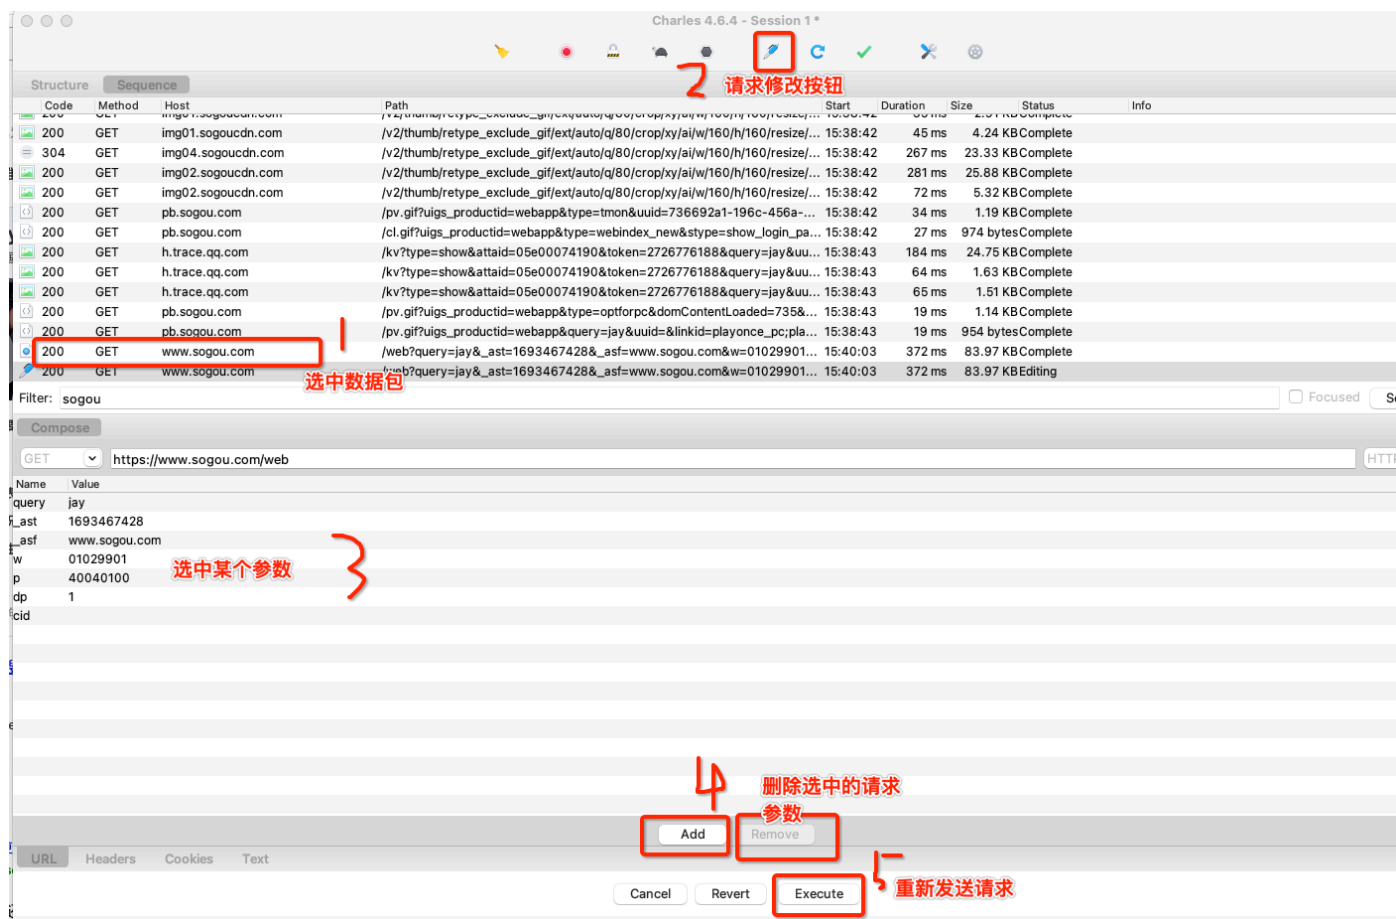 Charles 4.6.4 - Session 1 *
2 请求修改按钮
Structure Sequence
Code Method Host Path Start Duration Size Status Info
200 GET img01.sogoucdn.com
200 GET img01.sogoucdn.com /v2/thumb/retype_exclude_gif/ext/auto/q/80/crop/xy/ai/w/160/h/160/resize/... 15:38:42 45 ms 4.24 KB Complete
304 GET img04.sogoucdn.com /v2/thumb/retype_exclude_gif/ext/auto/q/80/crop/xy/ai/w/160/h/160/resize/... 15:38:42 267 ms 23.33 KB Complete
200 GET img02.sogoucdn.com /v2/thumb/retype_exclude_gif/ext/auto/q/80/crop/xy/ai/w/160/h/160/resize/... 15:38:42 281 ms 25.88 KB Complete
200 GET img02.sogoucdn.com /v2/thumb/retype_exclude_gif/ext/auto/q/80/crop/xy/ai/w/160/h/160/resize/... 15:38:42 72 ms 5.32 KB Complete
200 GET pb.sogou.com /pv.gif?uigs_productid=webapp&type=tmon&uuid=736692a1-196c-456a-... 15:38:42 34 ms 1.19 KB Complete
200 GET pb.sogou.com /cl.gif?uigs_productid=webapp&type=webindex_new&stype=show_login_pa... 15:38:42 27 ms 974 bytes Complete
200 GET h.trace.qq.com /kv?type=show&attaid=05e00074190&token=2726776188&query=jay&uu... 15:38:43 184 ms 24.75 KB Complete
200 GET h.trace.qq.com /kv?type=show&attaid=05e00074190&token=2726776188&query=jay&uu... 15:38:43 64 ms 1.63 KB Complete
200 GET h.trace.qq.com /kv?type=show&attaid=05e00074190&token=2726776188&query=jay&uu... 15:38:43 65 ms 1.51 KB Complete
200 GET pb.sogou.com /pv.gif?uigs_productid=webapp&type=optforpc&domContentLoaded=735&... 15:38:43 19 ms 1.14 KB Complete
200 GET pb.sogou.com /pv.gif?uigs_productid=webapp&query=jay&uuid=&linkid=playonce_pc;pla... 15:38:43 19 ms 954 bytes Complete
200 GET www.sogou.com /web?query=jay&_ast=1693467428&_asf=www.sogou.com&w=01029901... 15:40:03 372 ms 83.97 KB Complete
200 GET www.sogou.com /web?query=jay&_ast=1693467428&_asf=www.sogou.com&w=01029901... 15:40:03 372 ms 83.97 KB Editing
1 选中数据包
Filter: sogou Focused
Compose
GET https://www.sogou.com/web HTT
Name Value
query jay
_ast 1693467428
_asf www.sogou.com
w 01029901
p 40040100
dp 1
cid
选中某个参数 3
4 删除选中的请求
参数
Add Remove
URL Headers Cookies Text
5 重新发送请求
Cancel Revert Execute